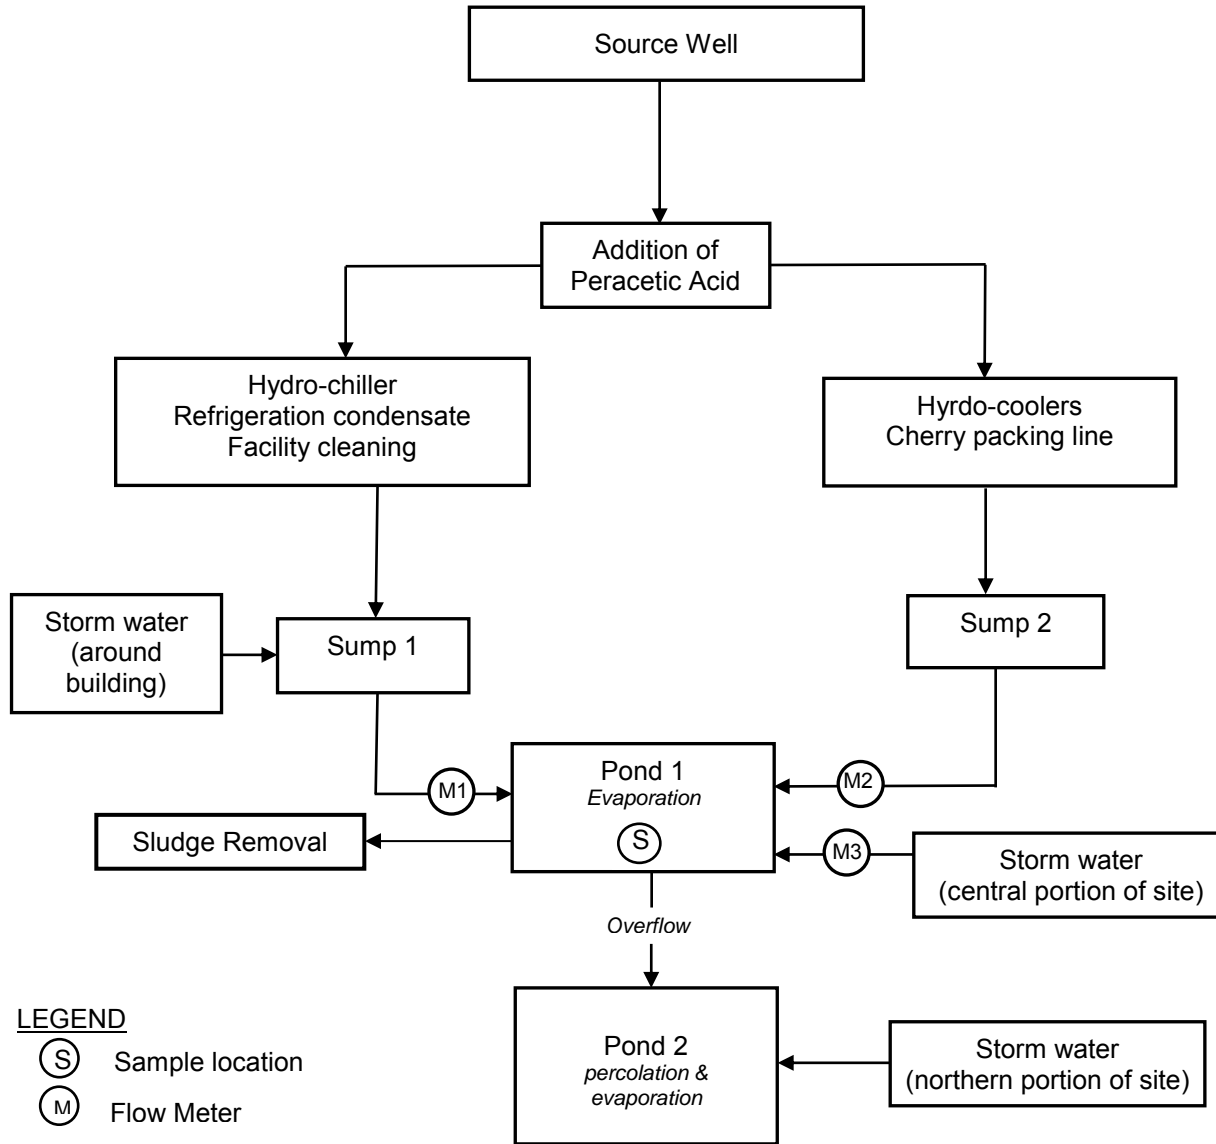 Source Well
Addition of
Peracetic Acid
Hydro-chiller
Refrigeration condensate
Facility cleaning
Hyrdo-coolers
Cherry packing line
Storm water
(around
building)
Sump 1
Sump 2
M1
Pond 1
Evaporation
S
M2
M3
Sludge Removal
Storm water
(central portion of site)
Overflow
Pond 2
percolation &
evaporation
Storm water
(northern portion of site)
LEGEND
S Sample location
M Flow Meter